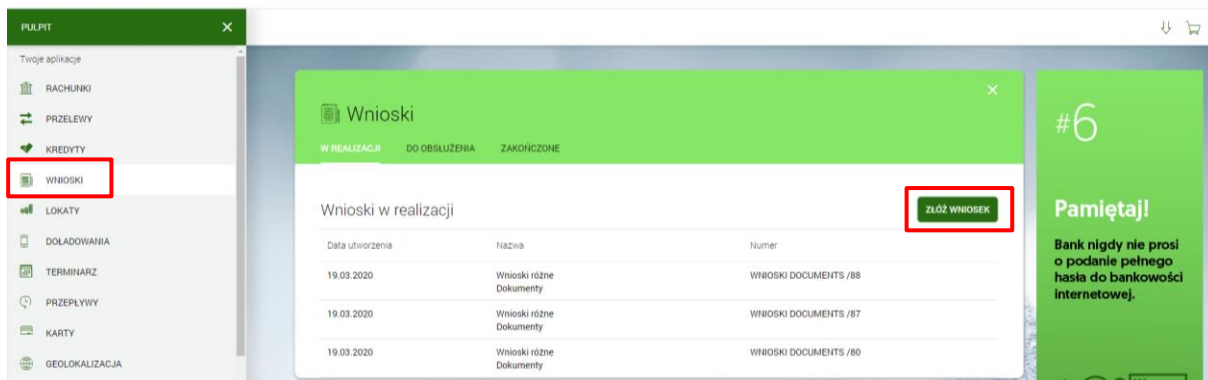 PULPIT
Twoje aplikacje
RACHUNKI
PRZELEWY
KREDYTY
WNIOSKI
LOKATY
DOŁADOWANIA
TERMINARZ
PRZEPŁYWY
KARTY
GEOLOKALIZACJA
Wnioski
W REALIZACJI DO OBSŁUŻENIA ZAKOŃCZONE
Wnioski w realizacji ZŁÓŻ WNIOSEK
Data utworzenia Nazwa Numer
19.03.2020 Wnioski różne WNIOSKI DOCUMENTS /88
Dokumenty
19.03.2020 Wnioski różne WNIOSKI DOCUMENTS /87
Dokumenty
19.03.2020 Wnioski różne WNIOSKI DOCUMENTS /80
Dokumenty
#6
Pamiętaj!
Bank nigdy nie prosi
o podanie pełnego
hasła do bankowości
internetowej.